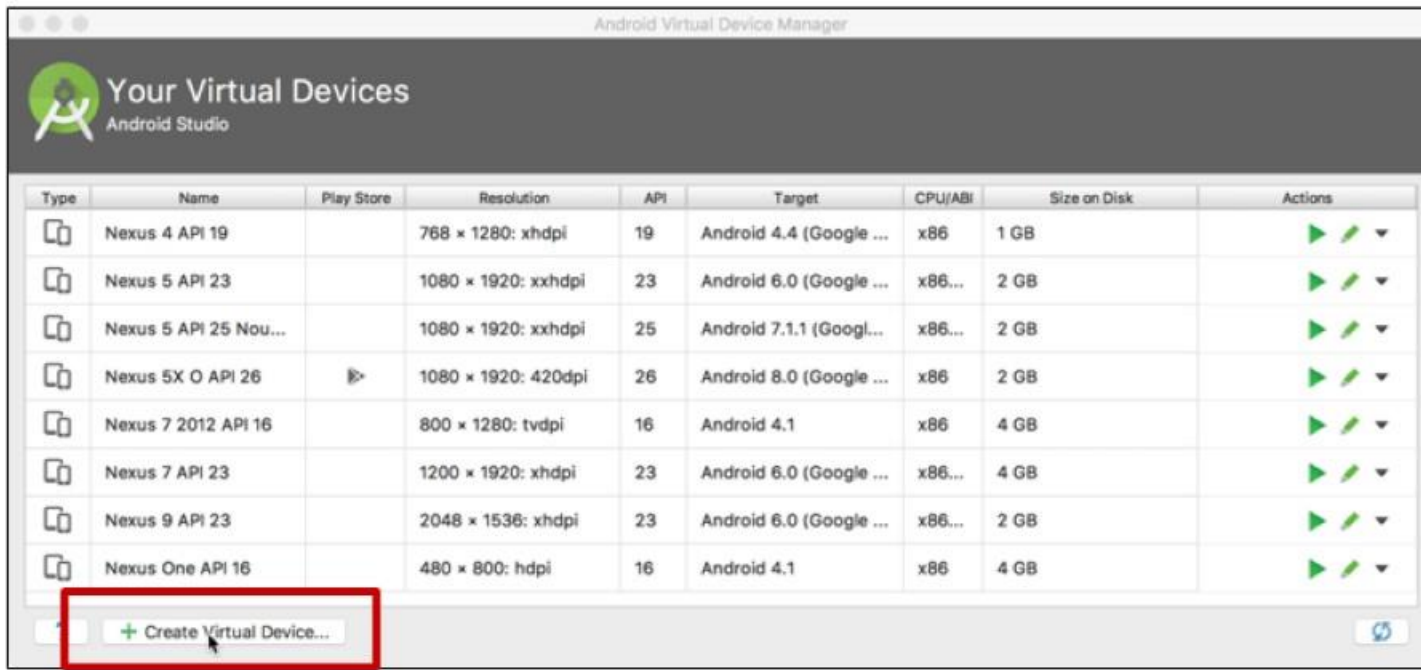 Android Virtual Device Manager
Your Virtual Devices
Android Studio
Type Name Play Store Resolution API Target CPU/ABI Size on Disk Actions
Nexus 4 API 19 768 × 1280: xhdpi 19 Android 4.4 (Google ... x86 1 GB
Nexus 5 API 23 1080 × 1920: xxhdpi 23 Android 6.0 (Google ... x86... 2 GB
Nexus 5 API 25 Nou... 1080 × 1920: xxhdpi 25 Android 7.1.1 (Googl... x86... 2 GB
Nexus 5X O API 26 1080 × 1920: 420dpi 26 Android 8.0 (Google ... x86 2 GB
Nexus 7 2012 API 16 800 × 1280: tvdpi 16 Android 4.1 x86 4 GB
Nexus 7 API 23 1200 × 1920: xhdpi 23 Android 6.0 (Google ... x86... 4 GB
Nexus 9 API 23 2048 × 1536: xhdpi 23 Android 6.0 (Google ... x86... 2 GB
Nexus One API 16 480 × 800: hdpi 16 Android 4.1 x86 4 GB
+ Create Virtual Device...